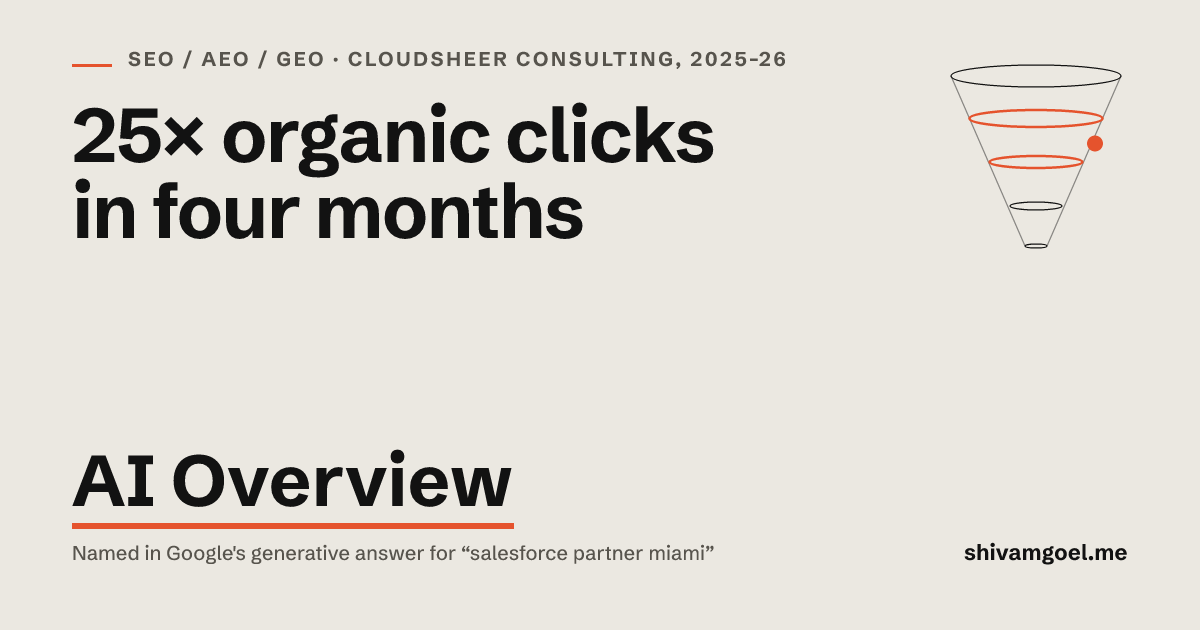 SEO / AEO / GEO · CLOUDSHEER CONSULTING, 2025-26
25× organic clicks
in four months
AI Overview
Named in Google's generative answer for “salesforce partner miami”
shivamgoel.me